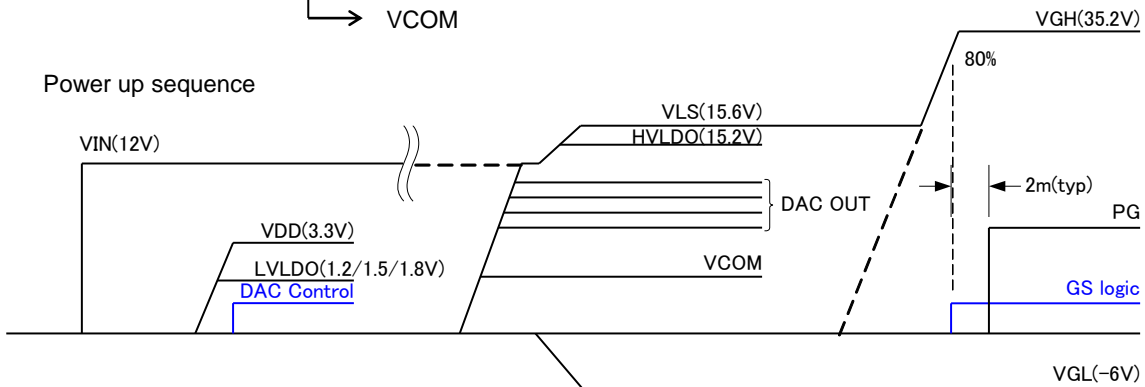 VCOM
VGH(35.2V)
80%
Power up sequence
VLS(15.6V)
VIN(12V)
HVLDO(15.2V)
2m(typ)
DAC OUT
PG
VDD(3.3V)
VCOM
LVLDO(1.2/1.5/1.8V)
DAC Control
GS logic
VGL(-6V)